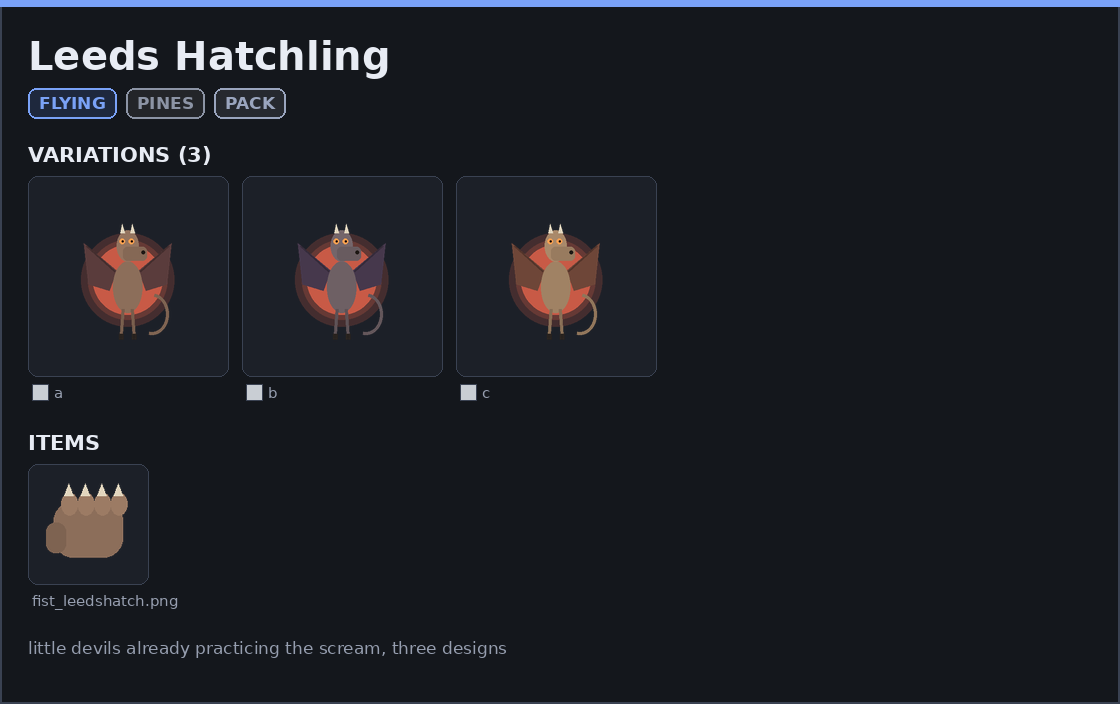 Leeds Hatchling
FLYING PINES PACK
VARIATIONS (3)
a b c
ITEMS
fist_leedshatch.png
little devils already practicing the scream, three designs